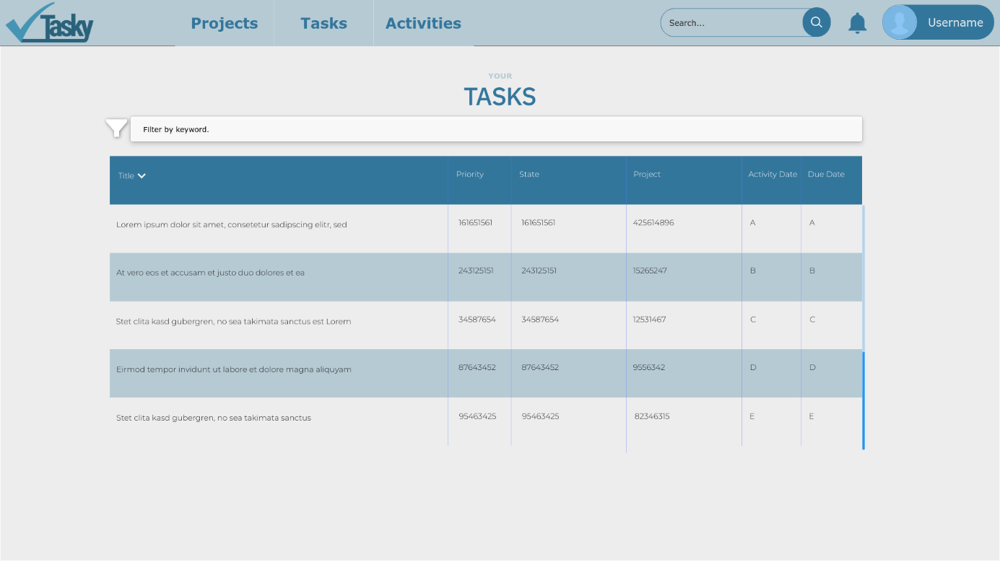 Tasky
Projects Tasks Activities Search... Username
YOUR
TASKS
Filter by keyword.
Title Priority State Project Activity Date Due Date
Lorem ipsum dolor sit amet, consetetur sadipscing elitr, sed 161651561 161651561 425614896 A A
At vero eos et accusam et justo duo dolores et ea 243125151 243125151 15265247 B B
Stet clita kasd gubergren, no sea takimata sanctus est Lorem 34587654 34587654 12531467 C C
Eirmod tempor invidunt ut labore et dolore magna aliquyam 87643452 87643452 9556342 D D
Stet clita kasd gubergren, no sea takimata sanctus 95463425 95463425 82346315 E E